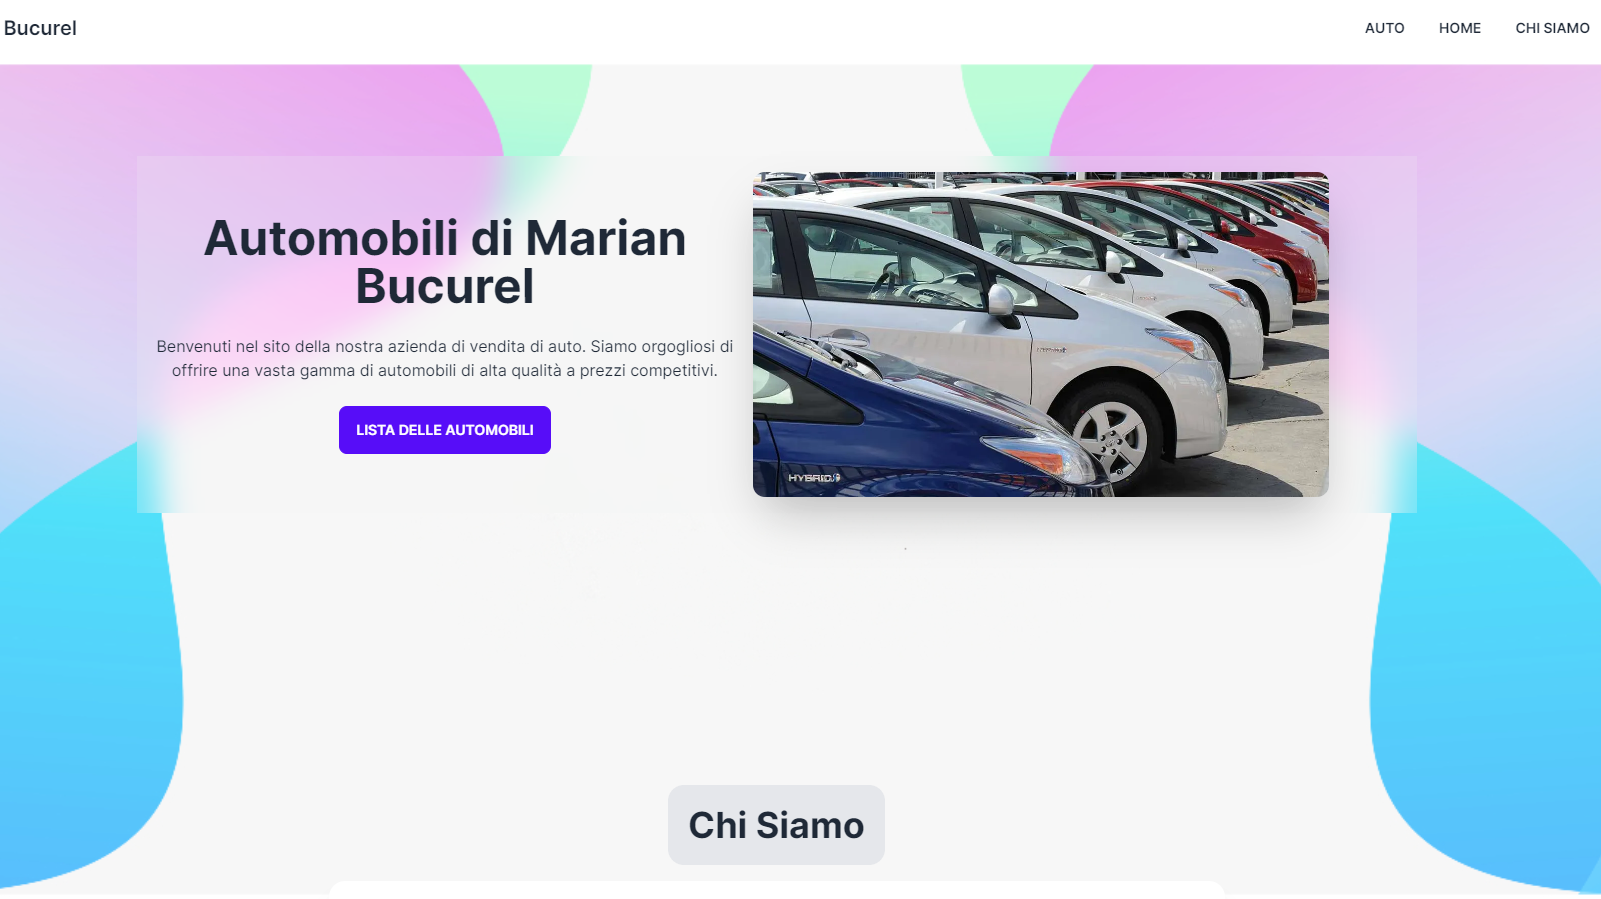 Bucurel
AUTO HOME CHI SIAMO
Automobili di Marian
Bucurel
Benvenuti nel sito della nostra azienda di vendita di auto. Siamo orgogliosi di
offrire una vasta gamma di automobili di alta qualità a prezzi competitivi.
LISTA DELLE AUTOMOBILI
HYBRID
Chi Siamo